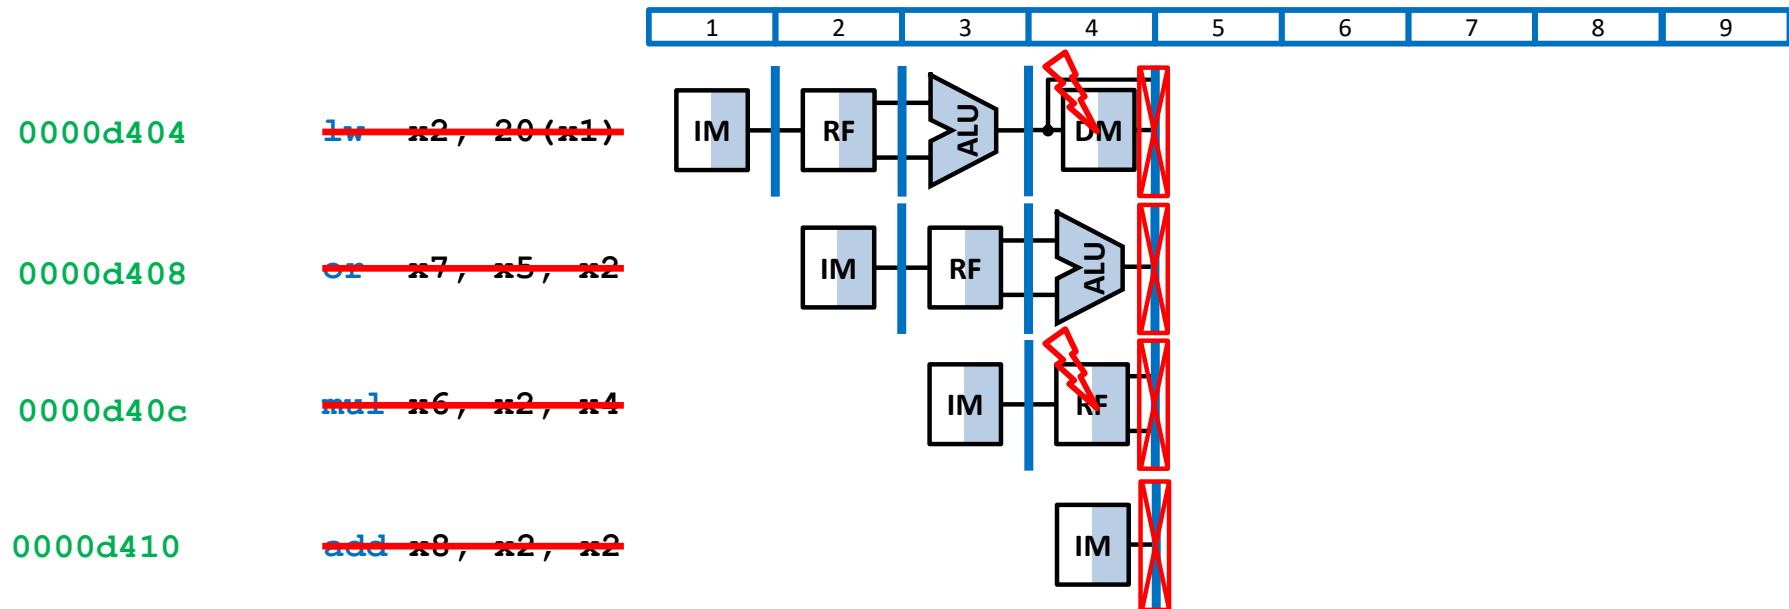 1 2 3 4 5 6 7 8 9
0000d404 lw x2, 20(x1) IM RF ALU DM
0000d408 or x7, x5, x2 IM RF ALU
0000d40c mul x6, x2, x4 IM RF
0000d410 add x8, x2, x2 IM